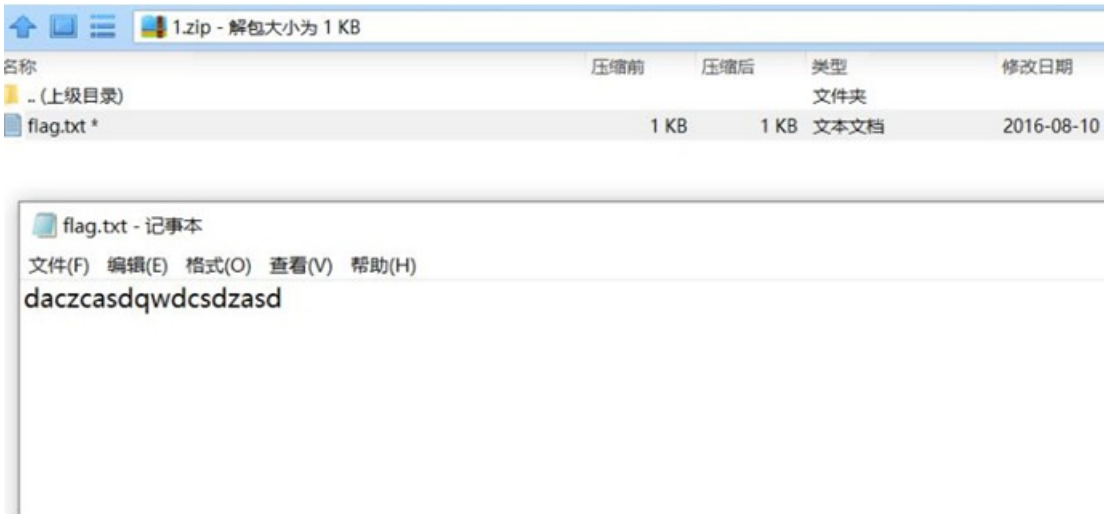 1.zip - 解包大小为 1 KB
名称 压缩前 压缩后 类型 修改日期
.. (上级目录) 文件夹
flag.txt * 1 KB 1 KB 文本文档 2016-08-10
flag.txt - 记事本
文件(F) 编辑(E) 格式(O) 查看(V) 帮助(H)
daczcasdqwdcsdzasd